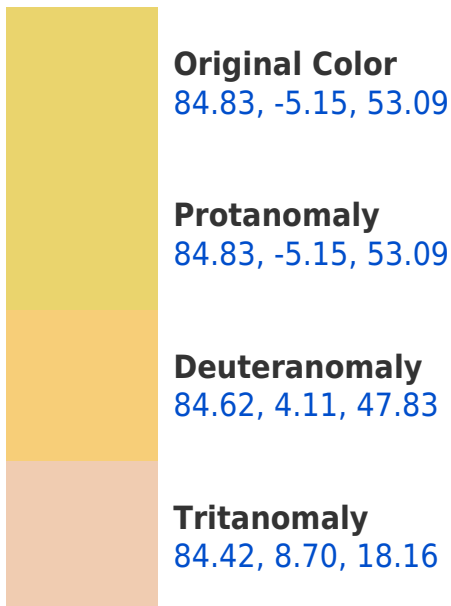 Original Color
84.83, -5.15, 53.09
Protanomaly
84.83, -5.15, 53.09
Deuteranomaly
84.62, 4.11, 47.83
Tritanomaly
84.42, 8.70, 18.16